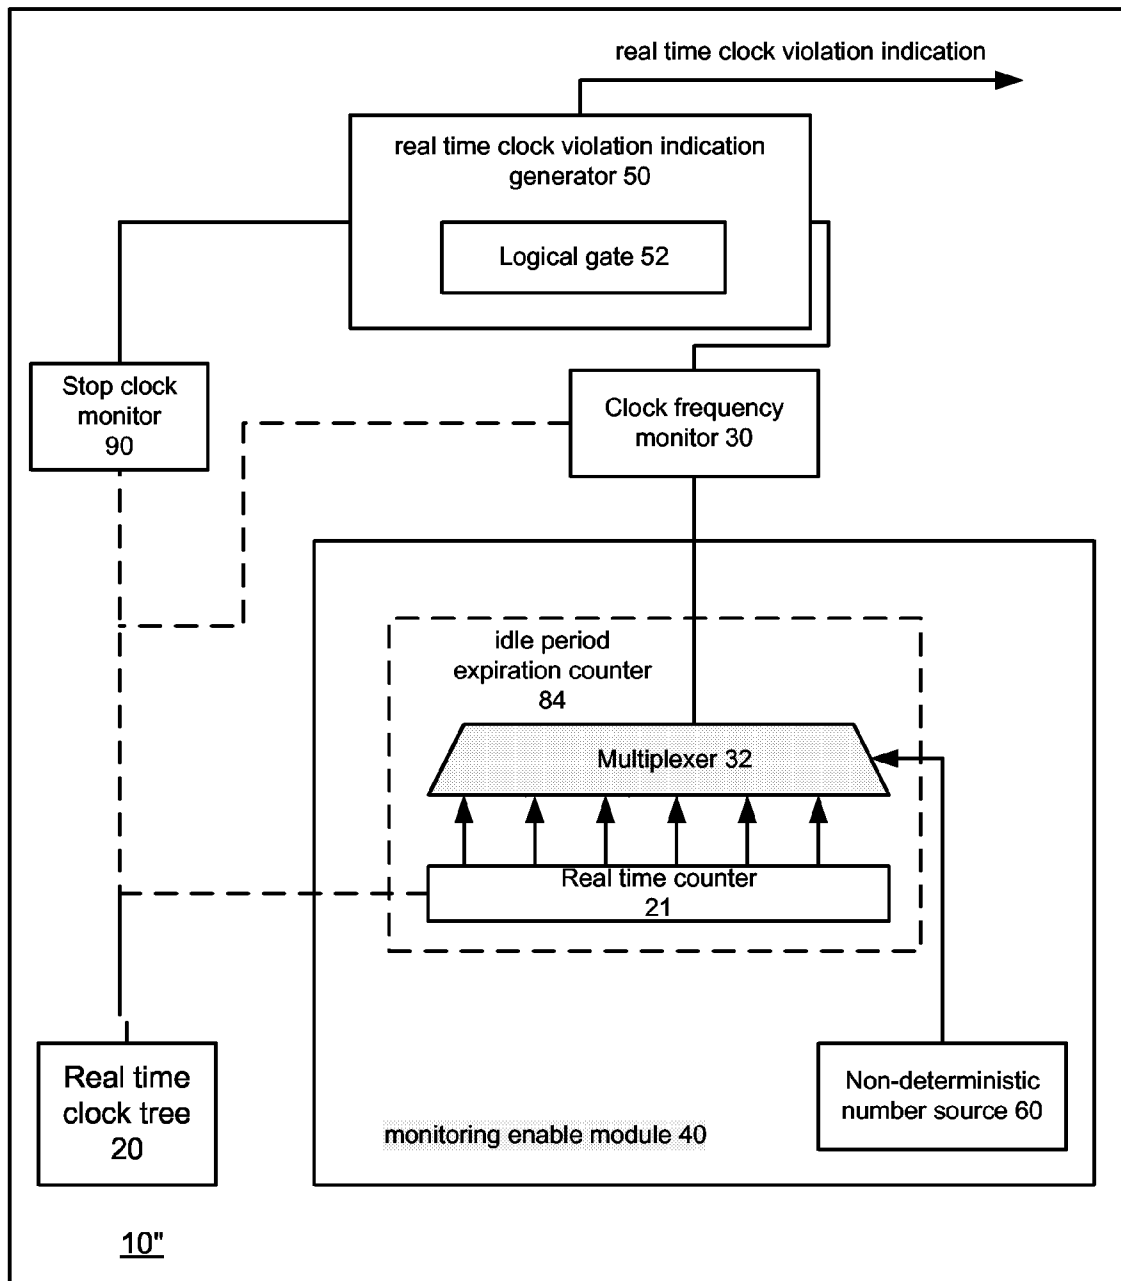 real time clock violation indication
real time clock violation indication
generator 50
Logical gate 52
Stop clock
monitor
90
Clock frequency
monitor 30
idle period
expiration counter
84
Multiplexer 32
Real time counter
21
Real time
clock tree
20
Non-deterministic
number source 60
monitoring enable module 40
10"